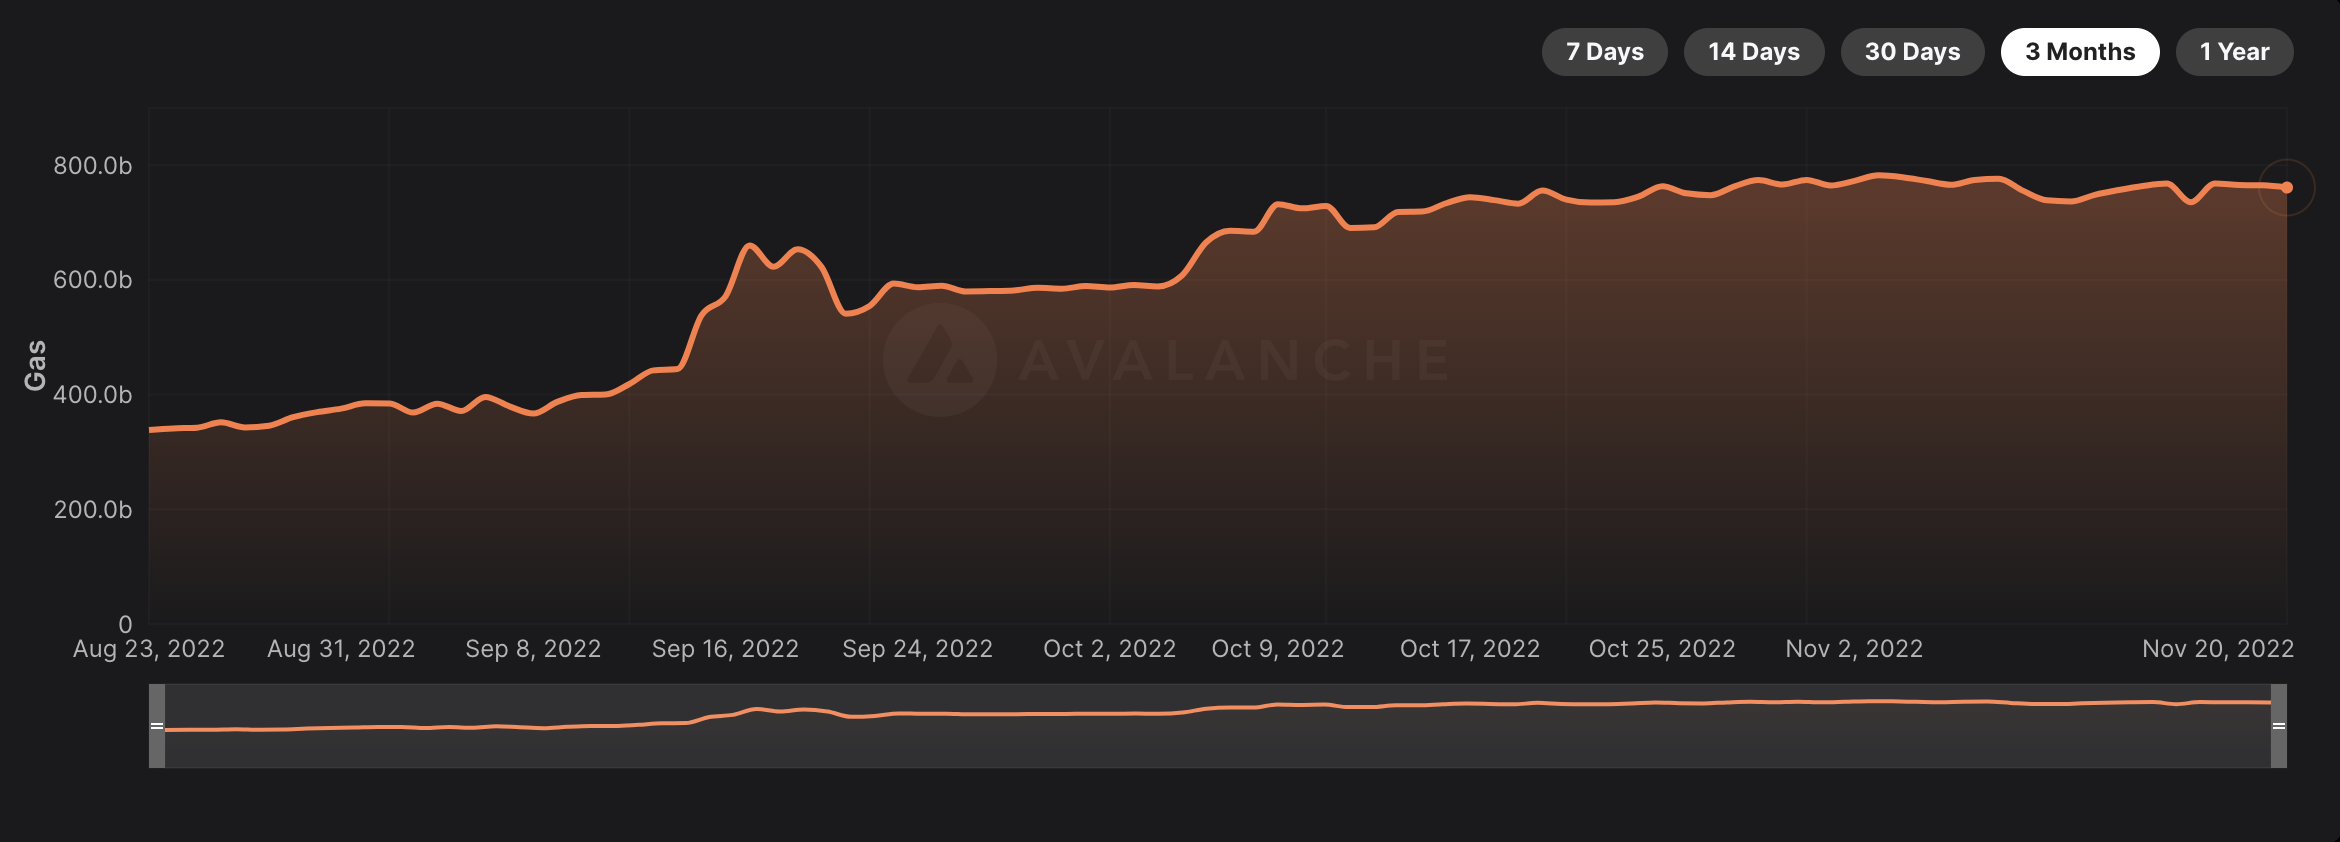 7 Days 14 Days 30 Days 3 Months 1 Year
800.0b
600.0b
400.0b
200.0b
0
Gas
AVALANCHE
Aug 23, 2022 Aug 31, 2022 Sep 8, 2022 Sep 16, 2022 Sep 24, 2022 Oct 2, 2022 Oct 9, 2022 Oct 17, 2022 Oct 25, 2022 Nov 2, 2022 Nov 20, 2022